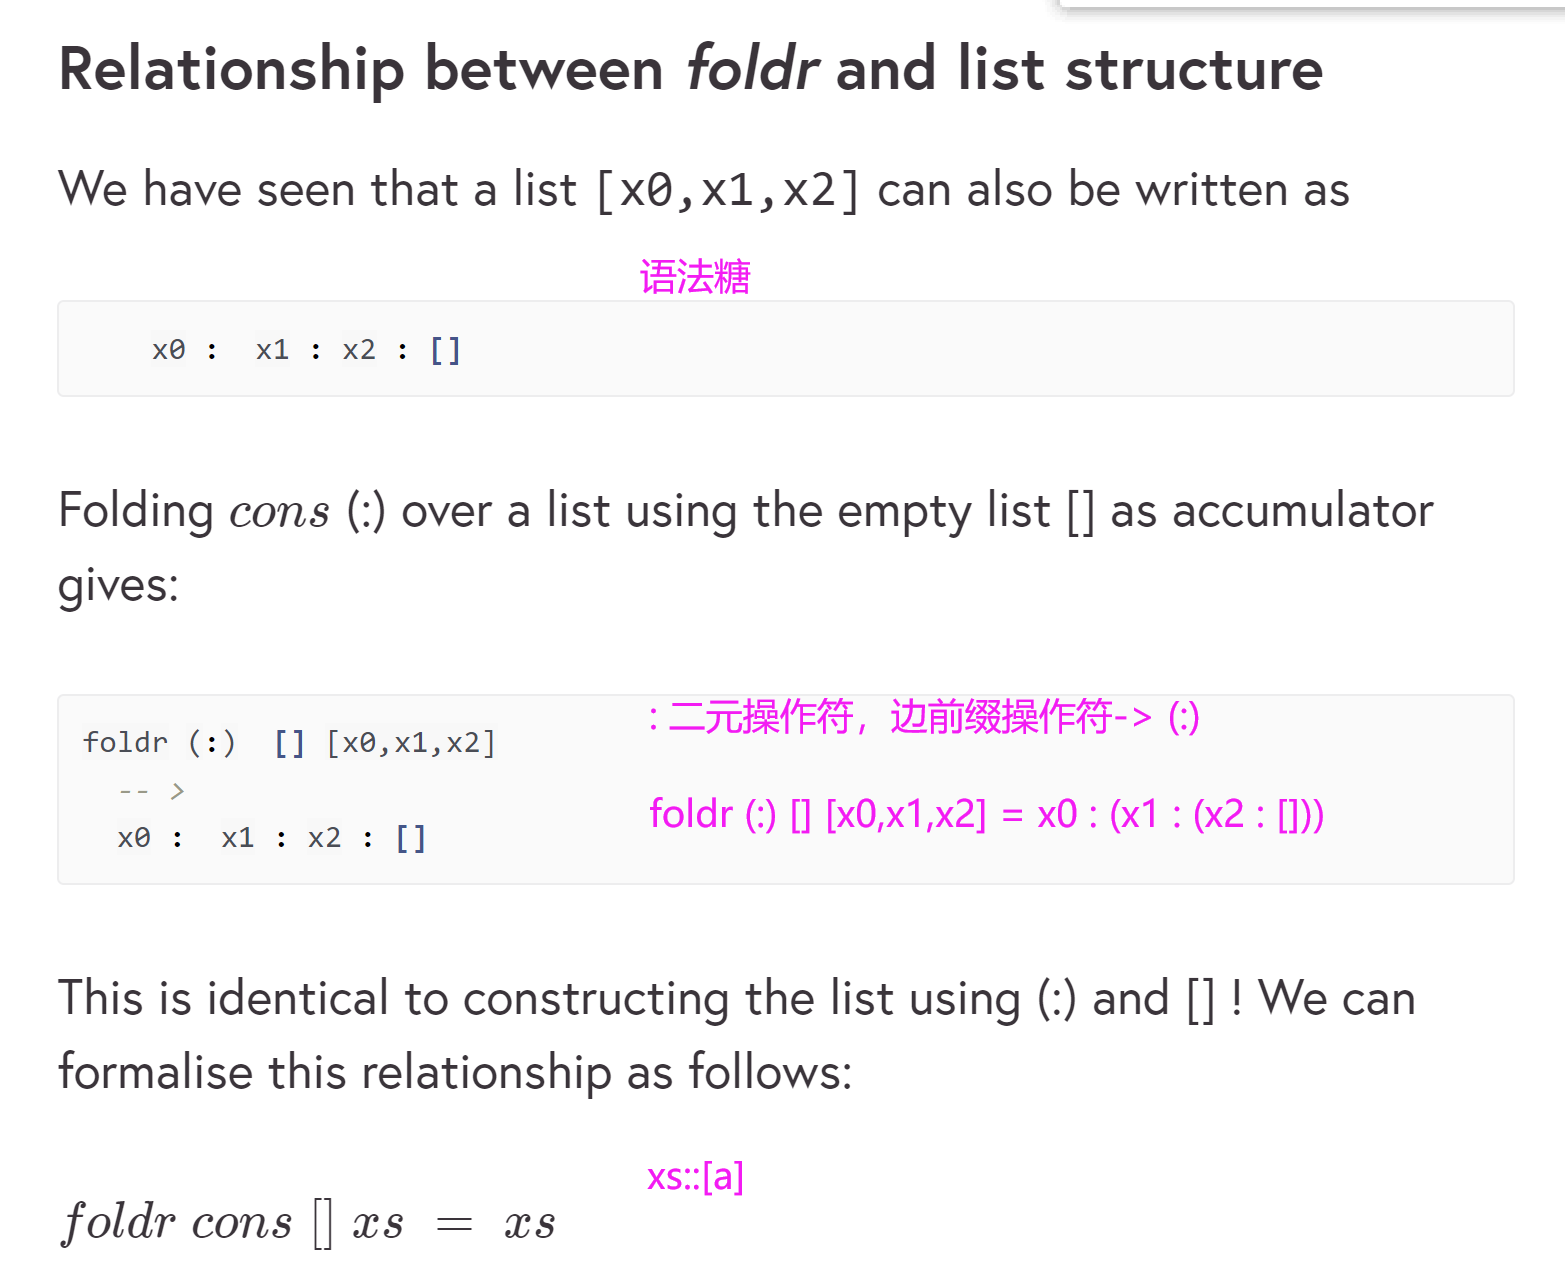 Relationship between foldr and list structure
We have seen that a list [x0,x1,x2] can also be written as
语法糖
x0 :  x1 : x2 : []
Folding cons (:) over a list using the empty list [] as accumulator
gives:
: 二元操作符，边前缀操作符-> (:)
foldr (:)  [] [x0,x1,x2]
-- >
foldr (:) [] [x0,x1,x2] = x0 : (x1 : (x2 : []))
x0 :  x1 : x2 : []
This is identical to constructing the list using (:) and [] ! We can
formalise this relationship as follows:
xs::[a]
foldr cons [] xs = xs